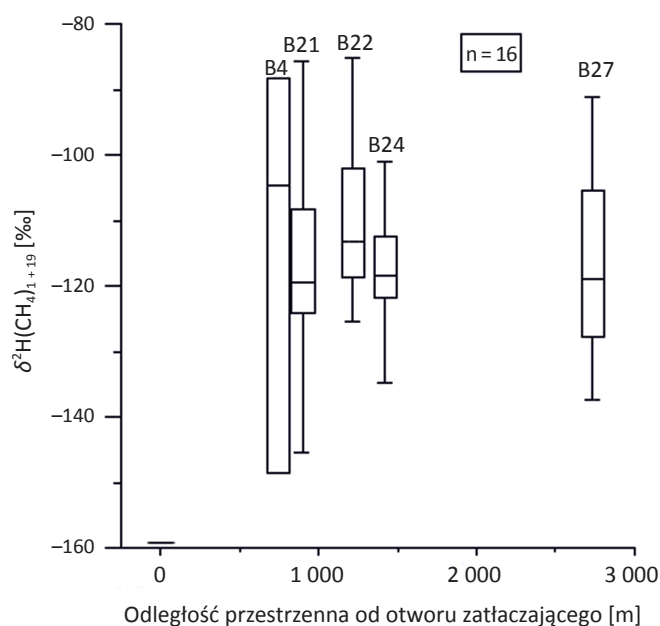 −80
−100
−120
−140
−160
δ²H(CH₄)₁ ₊ ₁₉ [‰]
B4
B21
B22
B24
n = 16
B27
0
1 000
2 000
3 000
Odległość przestrzenna od otworu zatłaczającego [m]